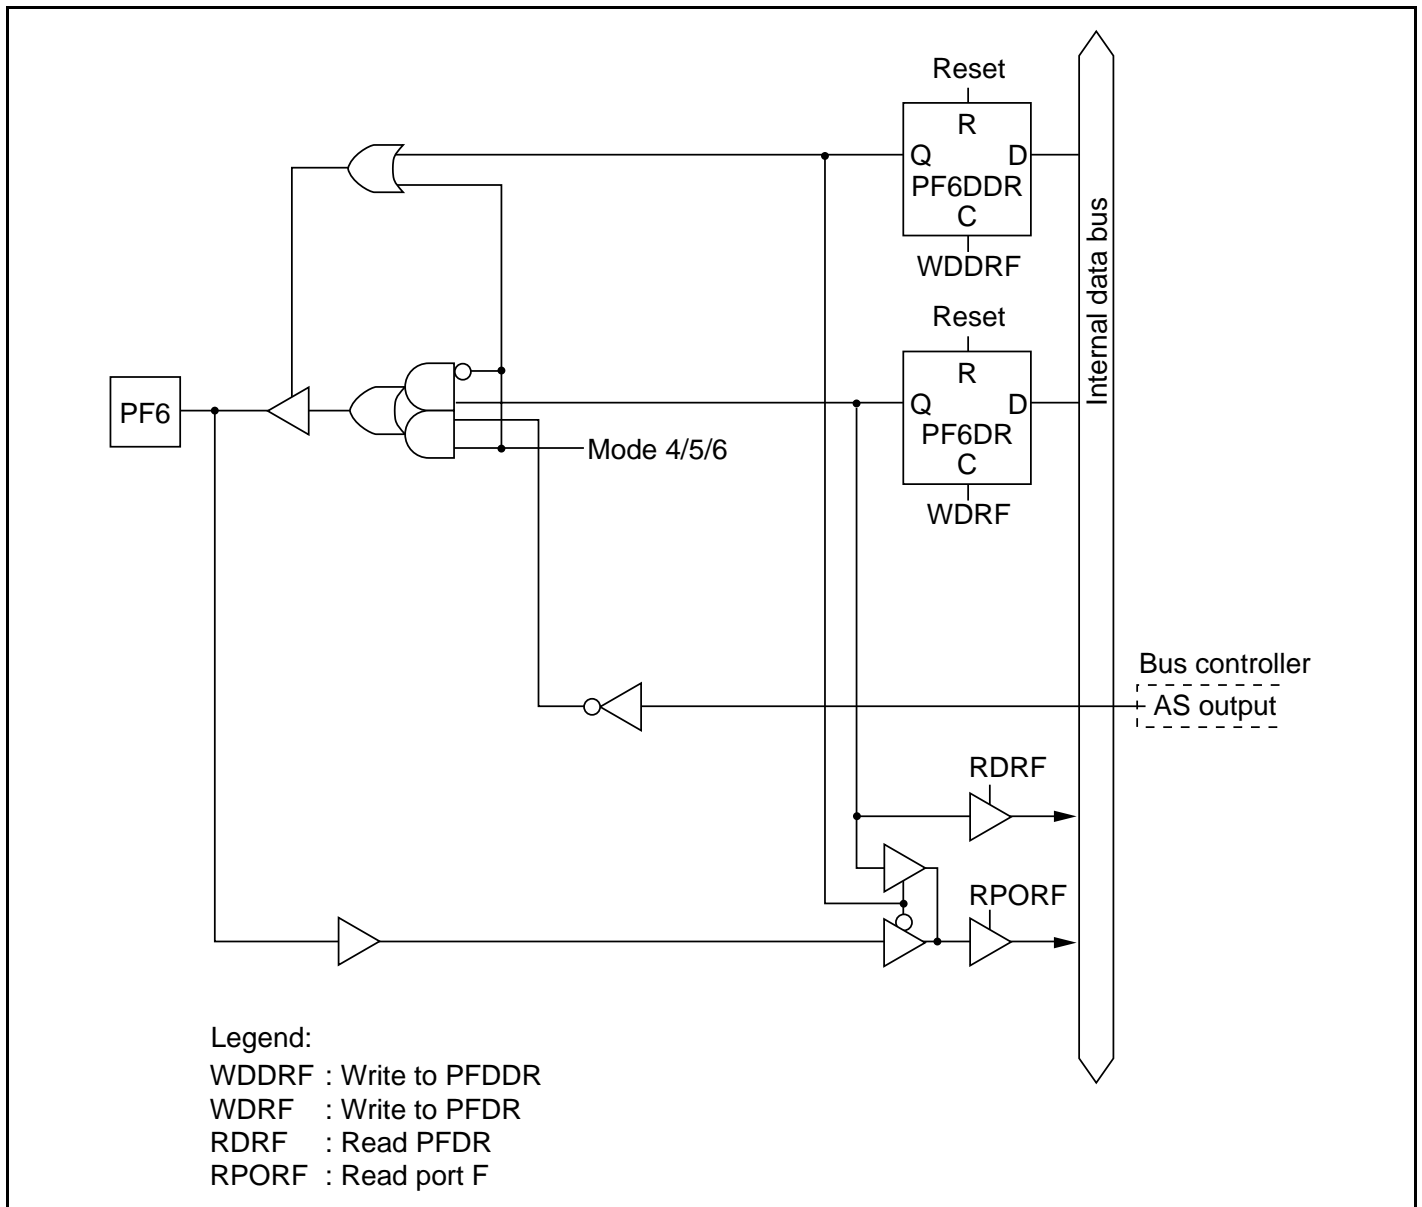 Reset
R
Q D
PF6DDR
C
WDDRF
Internal data bus
Reset
R
Q D
PF6DR
C
WDRF
PF6
Mode 4/5/6
Bus controller
AS output
RDRF
RPORF
Legend:
WDDRF : Write to PFDDR
WDRF : Write to PFDR
RDRF : Read PFDR
RPORF : Read port F